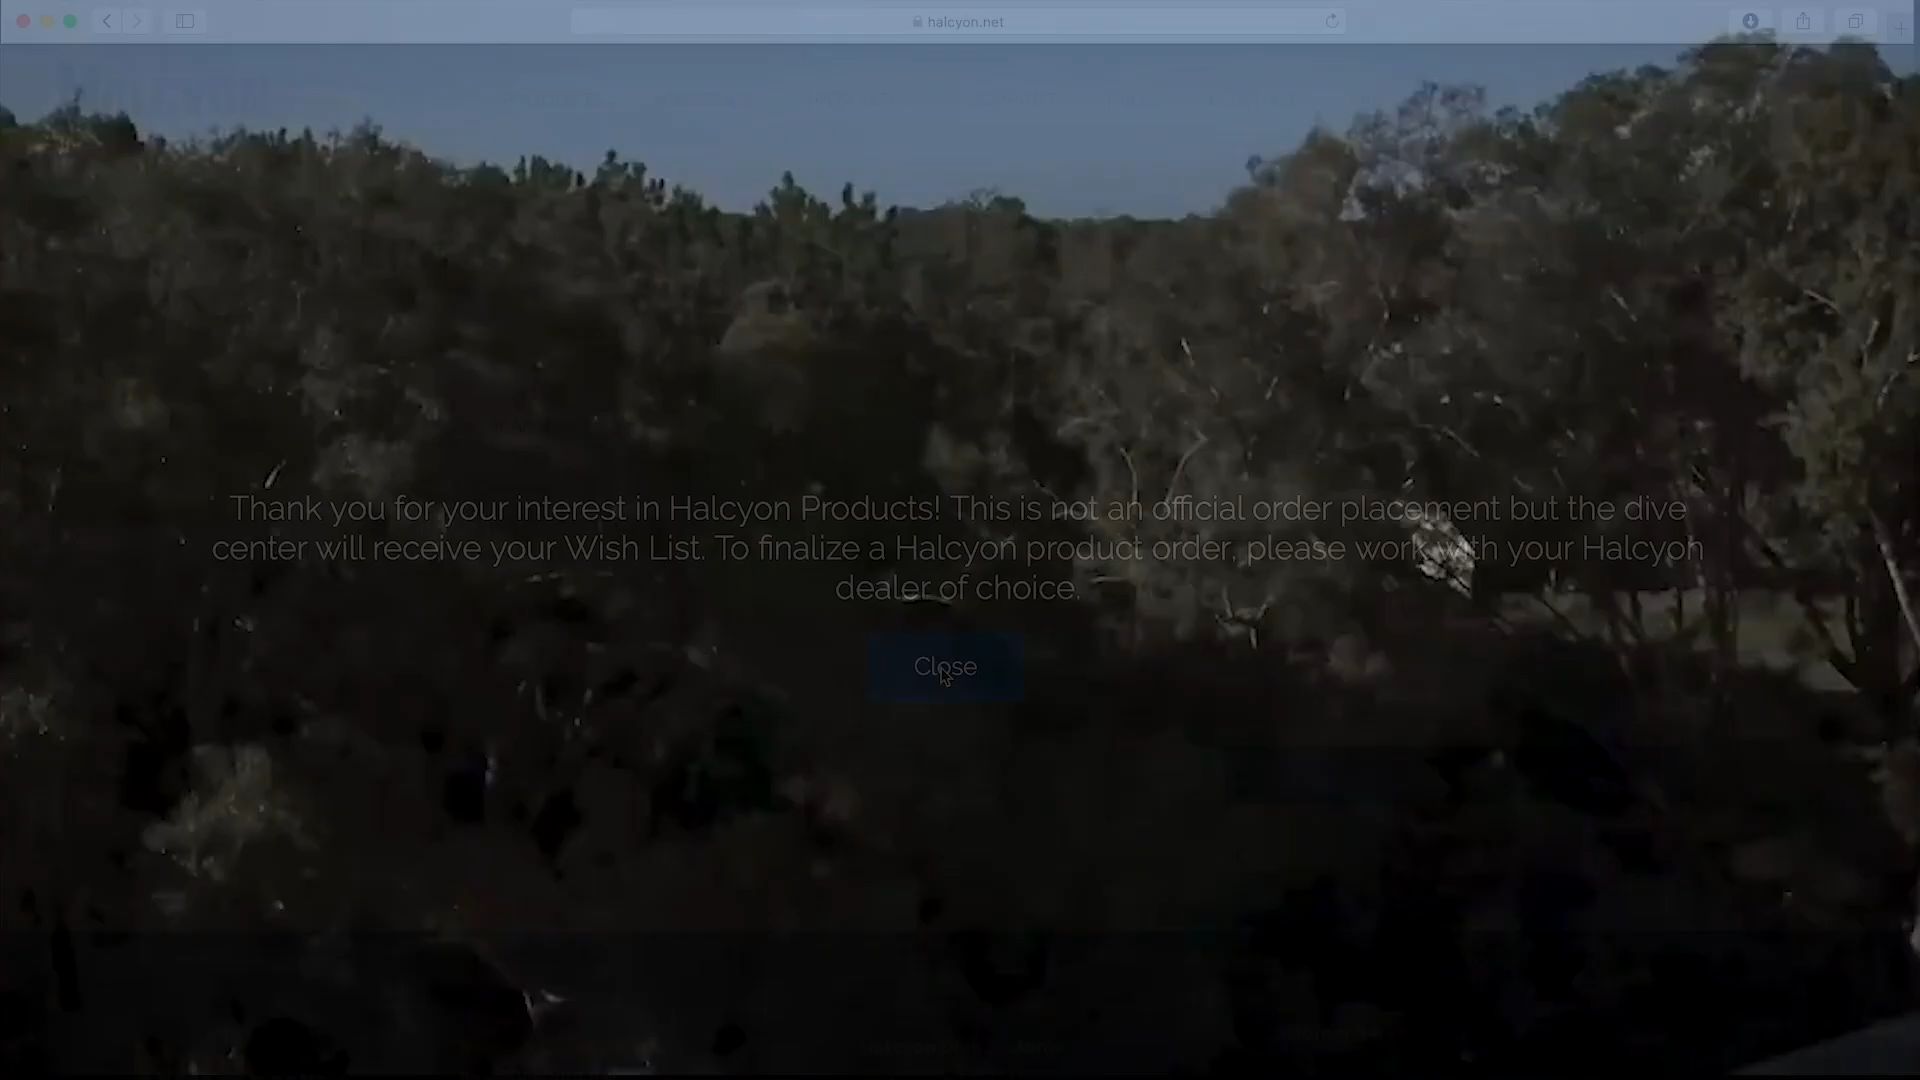 halcyon.net
Thank you for your interest in Halcyon Products! This is not an official order placement but the dive
center will receive your Wish List. To finalize a Halcyon product order, please work with your Halcyon
dealer of choice.
Close